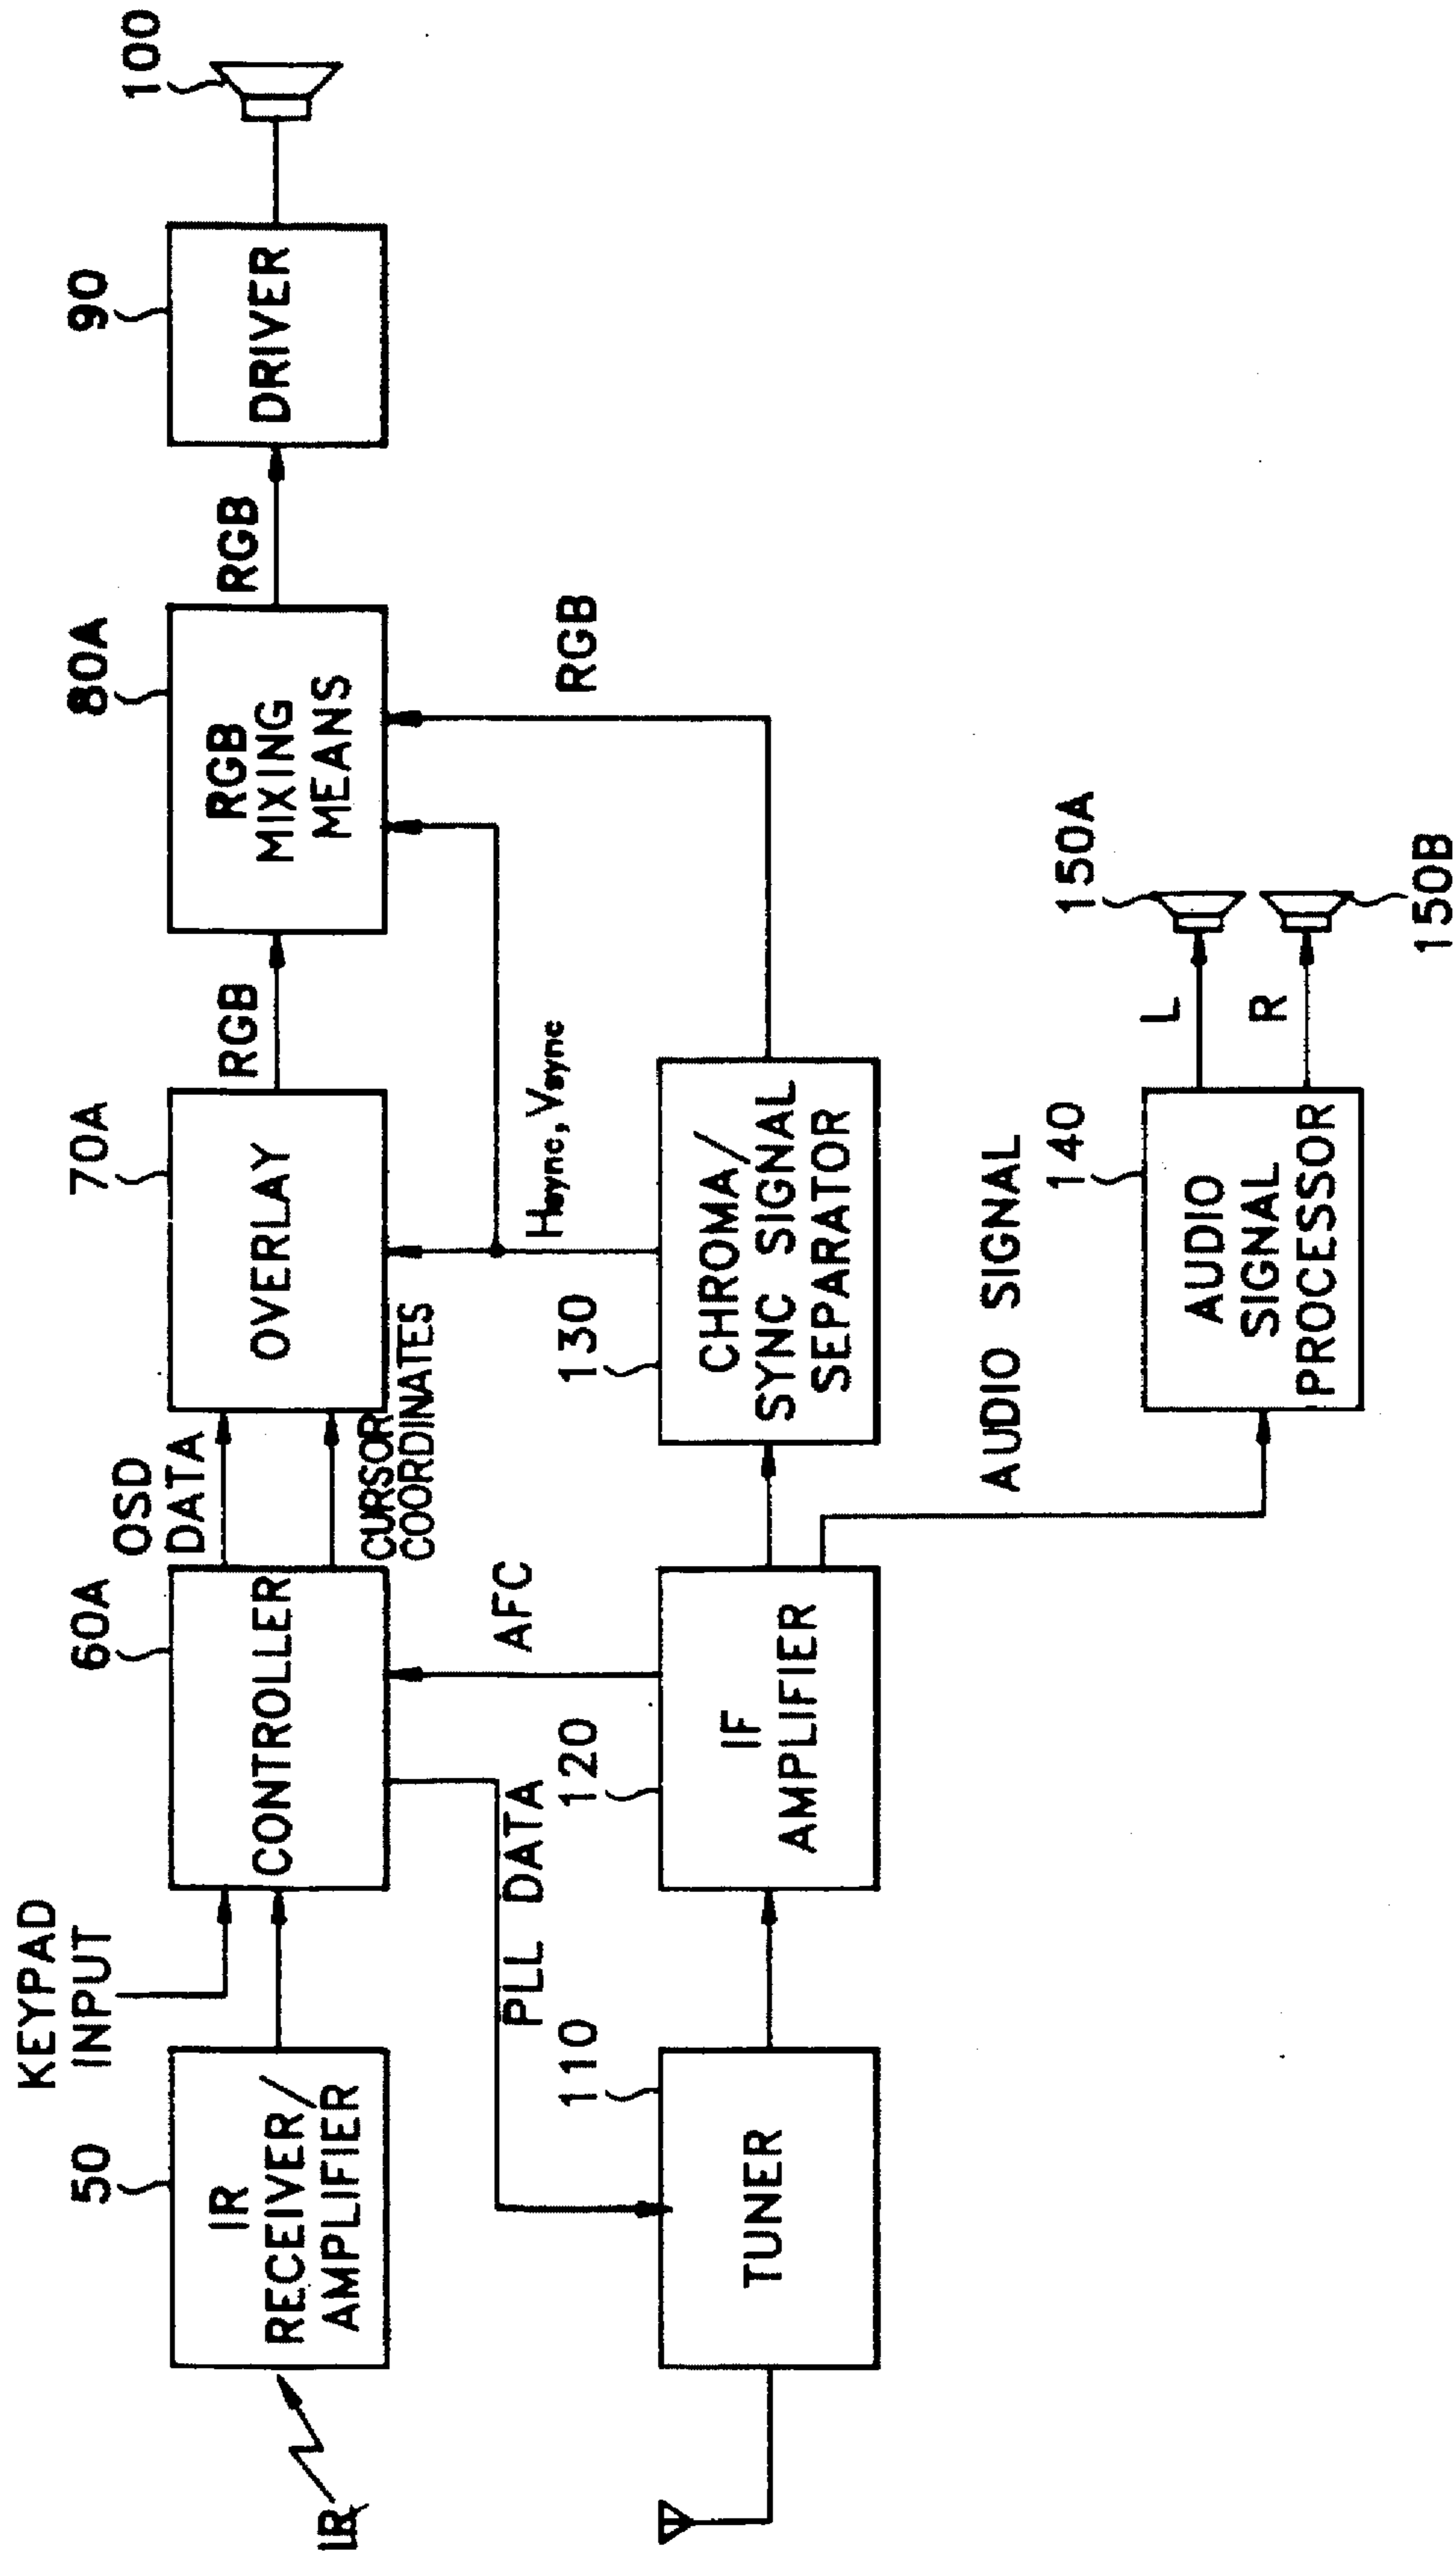 KEYPAD
INPUT
50
IR
RECEIVER/
AMPLIFIER
IR
60A
CONTROLLER
OSD
DATA
CURSOR
COORDINATES
70A
OVERLAY
RGB
80A
RGB
MIXING
MEANS
RGB
90
DRIVER
100
PLL DATA
AFC
Hsync, Vsync
RGB
110
TUNER
120
IF
AMPLIFIER
130
CHROMA/
SYNC SIGNAL
SEPARATOR
AUDIO SIGNAL
140
AUDIO
SIGNAL
PROCESSOR
L
R
150A
150B